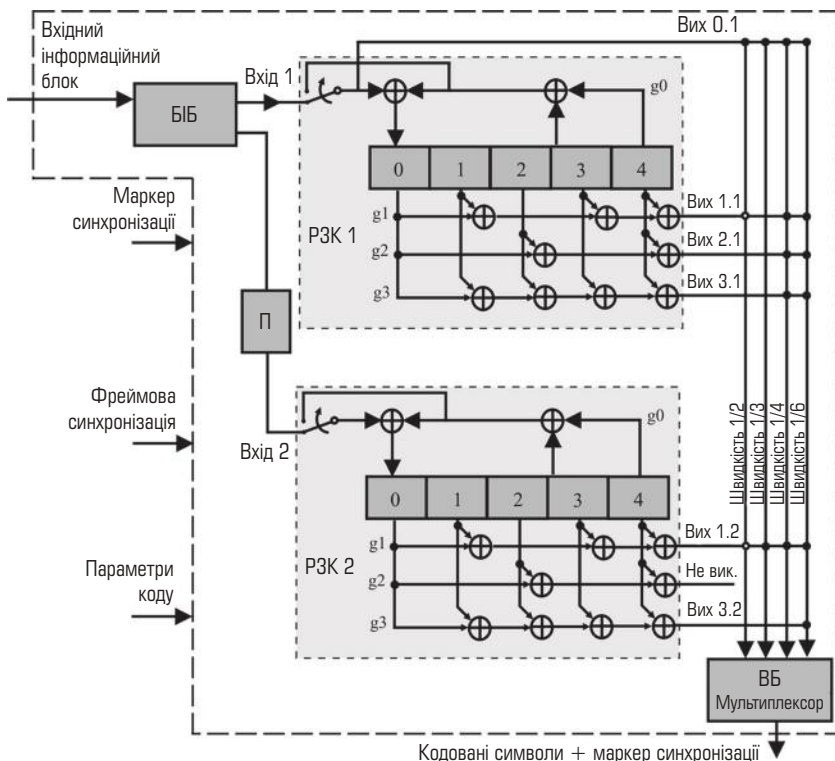 Вхідний
інформаційний
блок
БІБ
Вхід 1
Вих 0.1
g0
0 1 2 3 4
g1
g2
g3
РЗК 1
Вих 1.1
Вих 2.1
Вих 3.1
Маркер
синхронізації
П
Фреймова
синхронізація
Вхід 2
g0
0 1 2 3 4
g1
g2
g3
РЗК 2
Вих 1.2
Не вик.
Вих 3.2
Швидкість 1/2
Швидкість 1/3
Швидкість 1/4
Швидкість 1/6
Параметри
коду
ВБ
Мультиплексор
Кодовані символи + маркер синхронізації